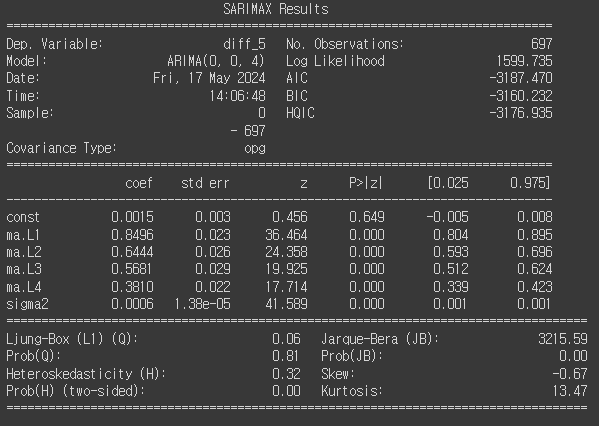 SARIMAX Results
==============================================================================
Dep. Variable: diff_5 No. Observations: 697
Model: ARIMA(0, 0, 4) Log Likelihood 1599.735
Date: Fri, 17 May 2024 AIC -3187.470
Time: 14:06:48 BIC -3160.232
Sample: 0 HQIC -3176.935
- 697
Covariance Type: opg
==============================================================================
coef std err z P>|z| [0.025 0.975]
------------------------------------------------------------------------------
const 0.0015 0.003 0.456 0.649 -0.005 0.008
ma.L1 0.8496 0.023 36.464 0.000 0.804 0.895
ma.L2 0.6444 0.026 24.358 0.000 0.593 0.696
ma.L3 0.5681 0.029 19.925 0.000 0.512 0.624
ma.L4 0.3810 0.022 17.714 0.000 0.339 0.423
sigma2 0.0006 1.38e-05 41.589 0.000 0.001 0.001
===================================================================================
Ljung-Box (L1) (Q): 0.06 Jarque-Bera (JB): 3215.59
Prob(Q): 0.81 Prob(JB): 0.00
Heteroskedasticity (H): 0.32 Skew: -0.67
Prob(H) (two-sided): 0.00 Kurtosis: 13.47
===================================================================================